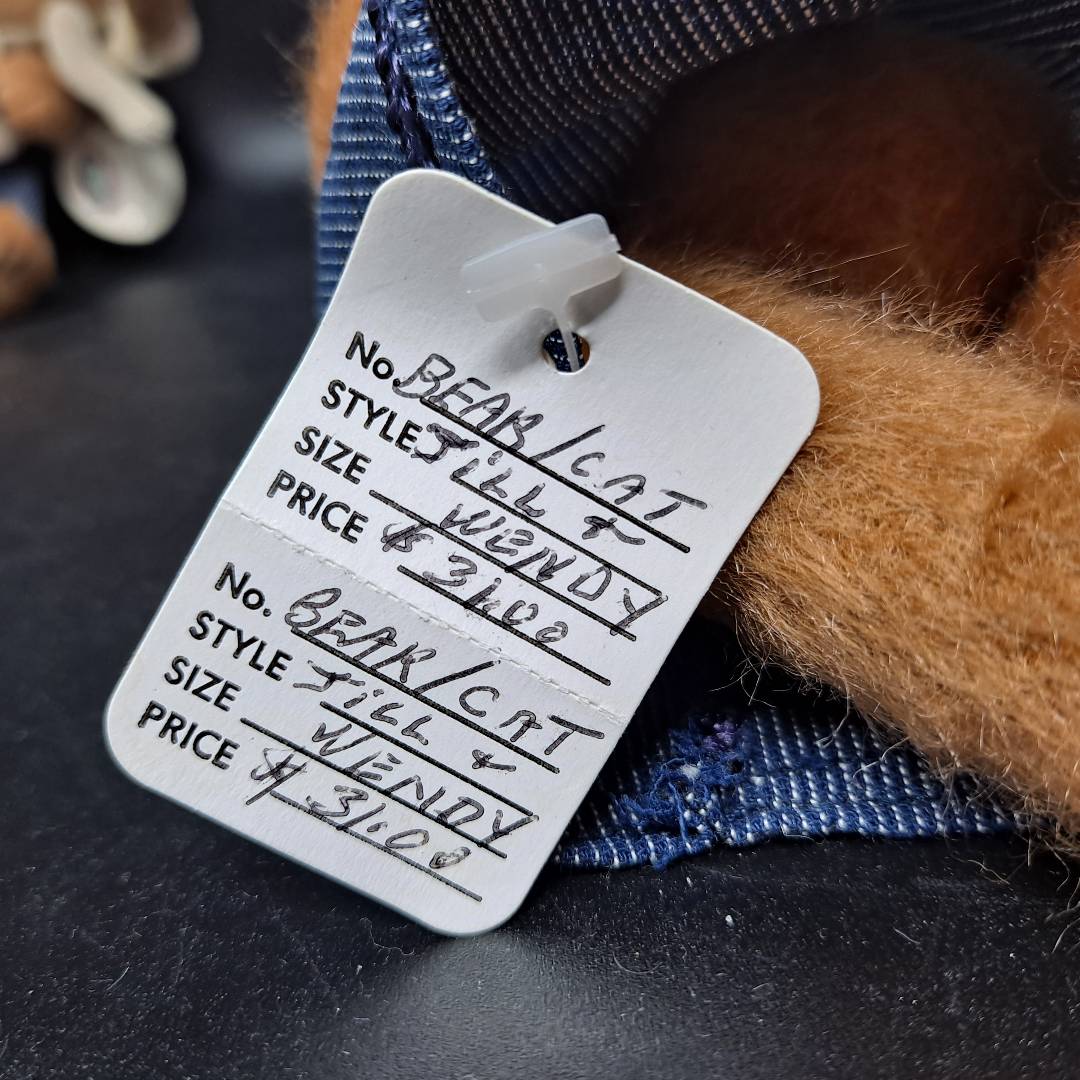 No. BEAR/CAT
STYLE JiLL &
SIZE WENDY
PRICE $ 31.00
No. BEAR/CAT
STYLE JiLL &
SIZE WENDY
PRICE $ 31.00